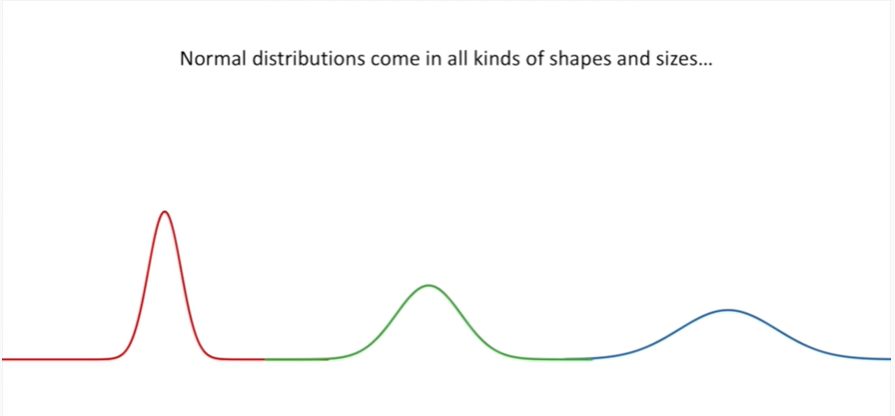 Normal distributions come in all kinds of shapes and sizes...